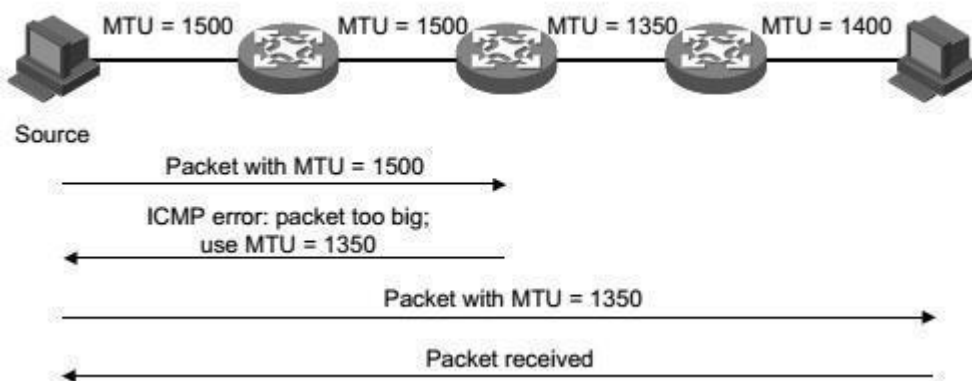 MTU = 1500
MTU = 1500
MTU = 1350
MTU = 1400
Source
Packet with MTU = 1500
ICMP error: packet too big;
use MTU = 1350
Packet with MTU = 1350
Packet received